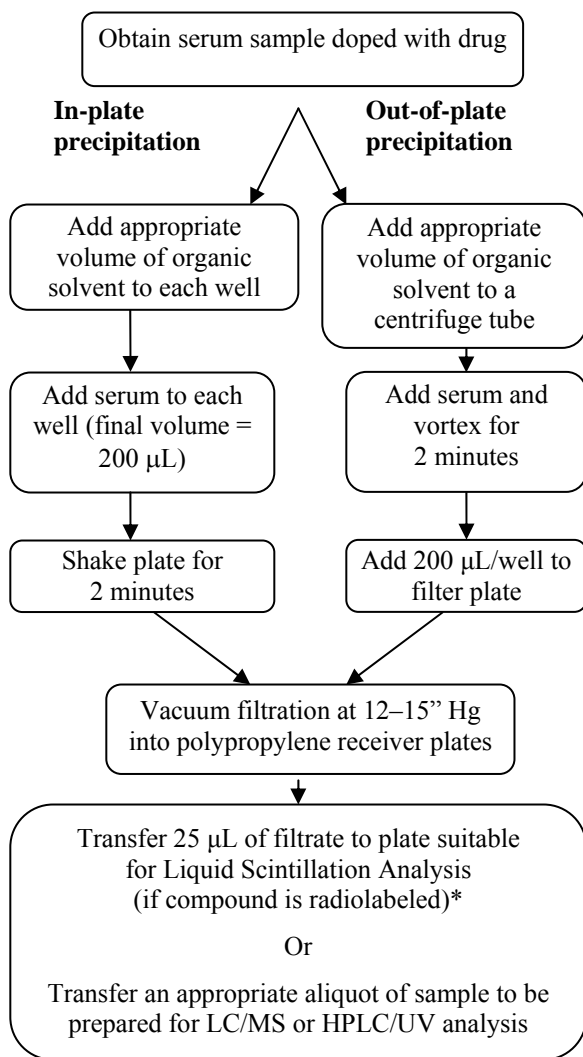 Obtain serum sample doped with drug
In-plate
precipitation
Out-of-plate
precipitation
Add appropriate
volume of organic
solvent to each well
Add appropriate
volume of organic
solvent to a
centrifuge tube
Add serum to each
well (final volume =
200 μL)
Add serum and
vortex for
2 minutes
Shake plate for
2 minutes
Add 200 μL/well to
filter plate
Vacuum filtration at 12–15” Hg
into polypropylene receiver plates
Transfer 25 μL of filtrate to plate suitable
for Liquid Scintillation Analysis
(if compound is radiolabeled)*
Or
Transfer an appropriate aliquot of sample to be
prepared for LC/MS or HPLC/UV analysis